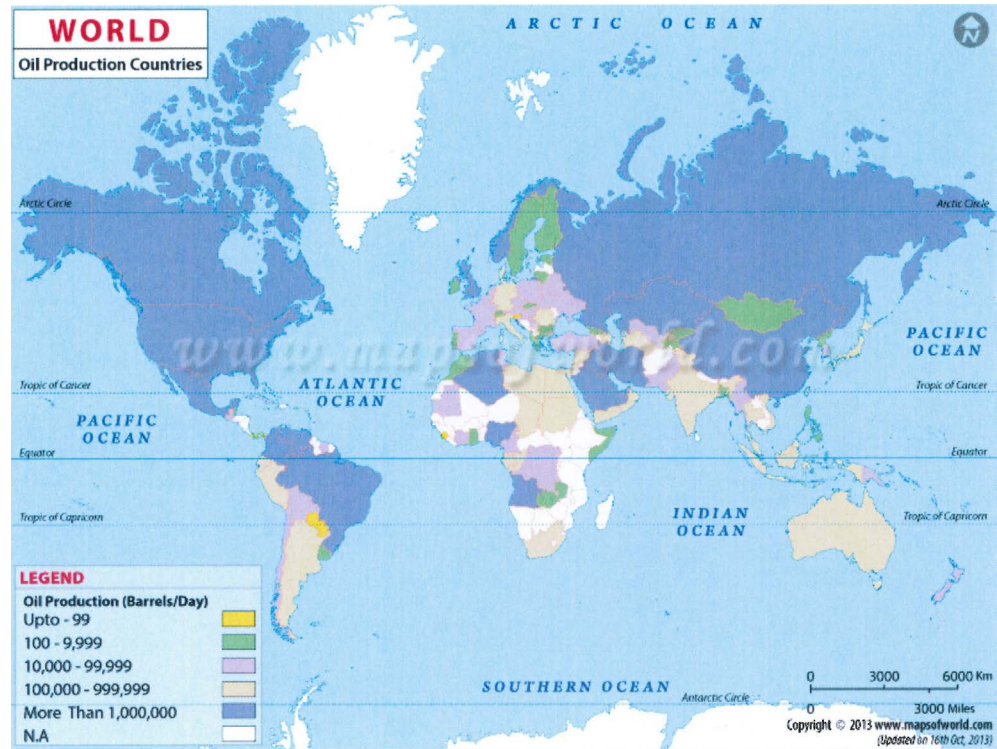 WORLD
Oil Production Countries
ARCTIC OCEAN
N
Arctic Circle
Arctic Circle
www.mapsofworld.com
PACIFIC
OCEAN
ATLANTIC
OCEAN
Tropic of Cancer
Tropic of Cancer
PACIFIC
OCEAN
Equator
Equator
INDIAN
OCEAN
Tropic of Capricorn
Tropic of Capricorn
LEGEND
Oil Production (Barrels/Day)
Upto - 99
100 - 9,999
10,000 - 99,999
100,000 - 999,999
More Than 1,000,000
N.A
SOUTHERN OCEAN
Antarctic Circle
0 3000 6000 Km
0 3000 Miles
Copyright © 2013 www.mapsofworld.com
(Updated on 16th Oct, 2013)